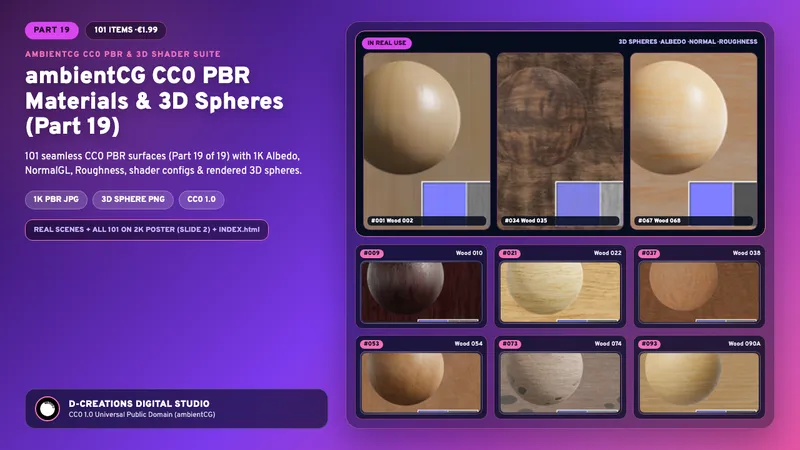 PART 19
101 ITEMS ·€1.99
AMBIENTCG CC0 PBR & 3D SHADER SUITE
ambientCG CC0 PBR
Materials & 3D Spheres
(Part 19)
101 seamless CC0 PBR surfaces (Part 19 of 19) with 1K Albedo,
NormalGL, Roughness, shader configs & rendered 3D spheres.
1K PBR JPG
3D SPHERE PNG
CC0 1.0
REAL SCENES + ALL 101 ON 2K POSTER (SLIDE 2) + INDEX.html
D-CREATIONS DIGITAL STUDIO
CC0 1.0 Universal Public Domain (ambientCG)
IN REAL USE
3D SPHERES ·ALBEDO ·NORMAL ·ROUGHNESS
#001 Wood 002
#034 Wood 035
#067 Wood 068
#009
Wood 010
#021
Wood 022
#037
Wood 038
#053
Wood 054
#073
Wood 074
#093
Wood 090A